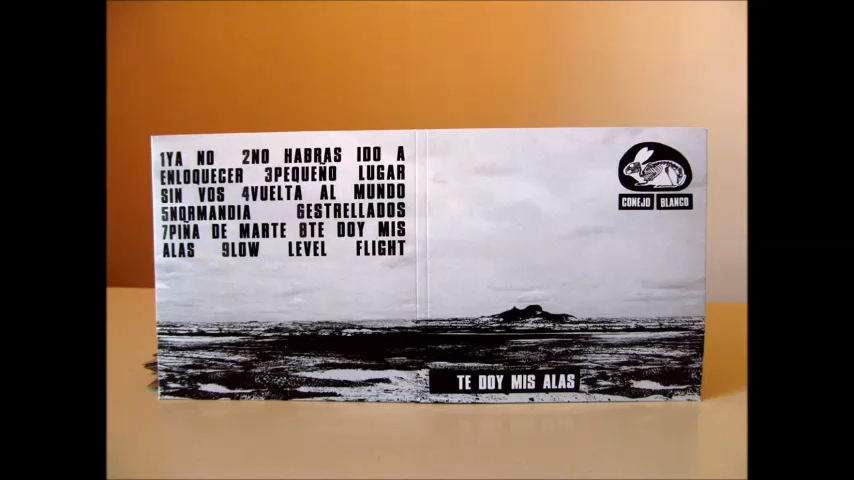 1YA NO 2NO HABRAS IDO A
ENLOQUECER 3PEQUEÑO LUGAR
SIN VOS 4VUELTA AL MUNDO
5NORMANDIA 6ESTRELLADOS
7PIÑA DE MARTE 8TE DOY MIS
ALAS 9LOW LEVEL FLIGHT
CONEJO BLANCO
TE DOY MIS ALAS